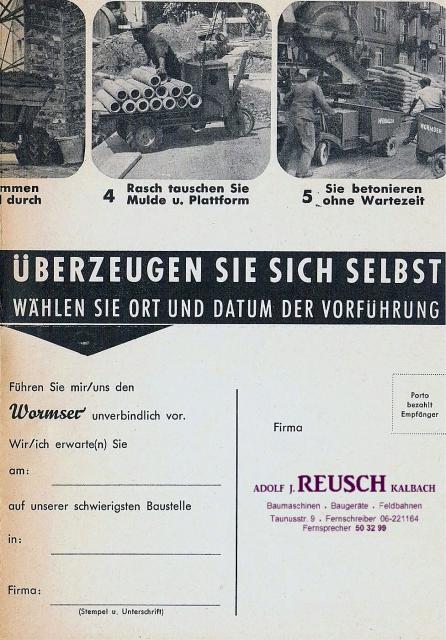 mmen
durch
4 Rasch tauschen Sie
Mulde u. Plattform
5 Sie betonieren
ohne Wartezeit
ÜBERZEUGEN SIE SICH SELBST
WÄHLEN SIE ORT UND DATUM DER VORFÜHRUNG
Führen Sie mir/uns den
Wormser unverbindlich vor.
Wir/ich erwarte(n) Sie
am:
auf unserer schwierigsten Baustelle
in:
Firma:
(Stempel u. Unterschrift)
Porto
bezahlt
Empfänger
Firma
ADOLF J. REUSCH KALBACH
Baumaschinen . Baugeräte . Feldbahnen
Taunusstr. 9 . Fernschreiber 06-221164
Fernsprecher 50 32 99